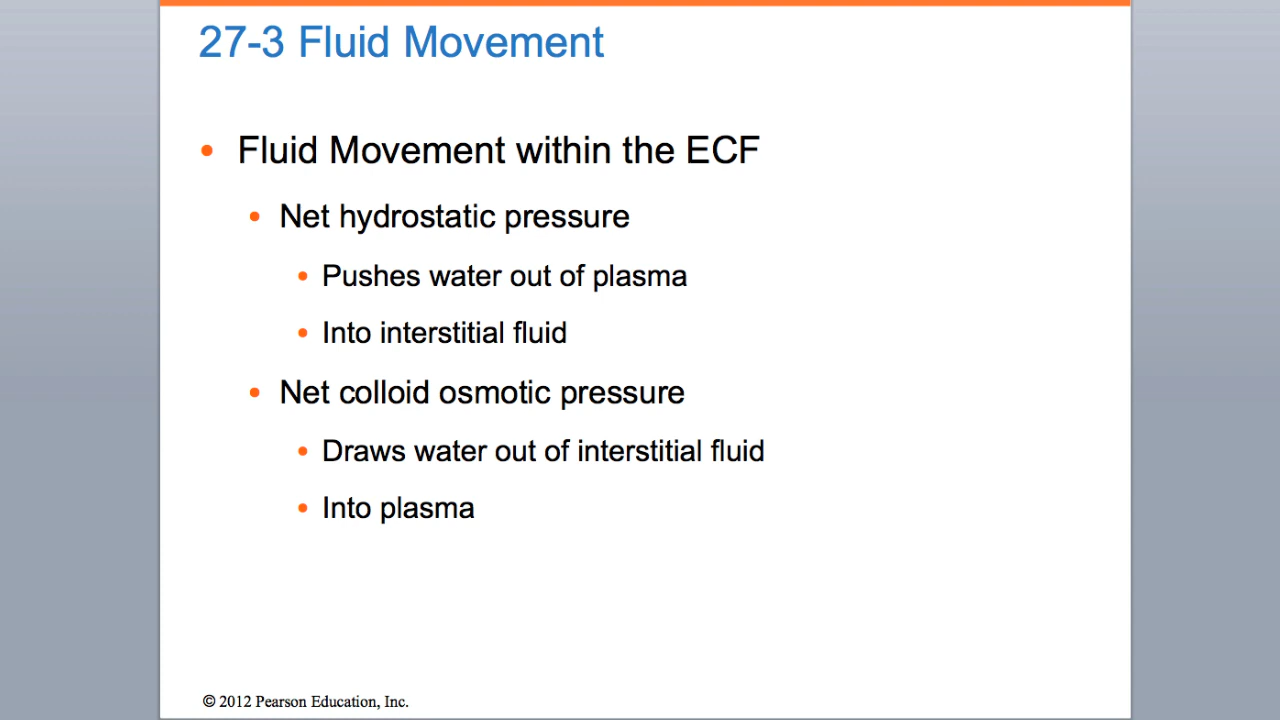 27-3 Fluid Movement
• Fluid Movement within the ECF
• Net hydrostatic pressure
• Pushes water out of plasma
• Into interstitial fluid
• Net colloid osmotic pressure
• Draws water out of interstitial fluid
• Into plasma
© 2012 Pearson Education, Inc.